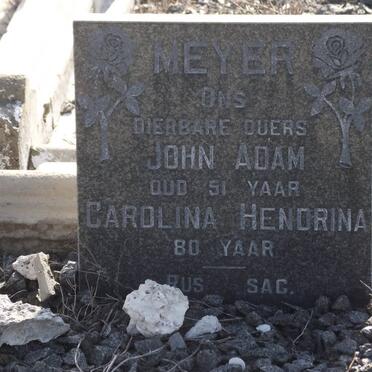 MEYER
ONS
DIERBARE OUERS
JOHN ADAM
OUD 51 YAAR
CAROLINA HENDRINA
80 YAAR
RUS SAG.